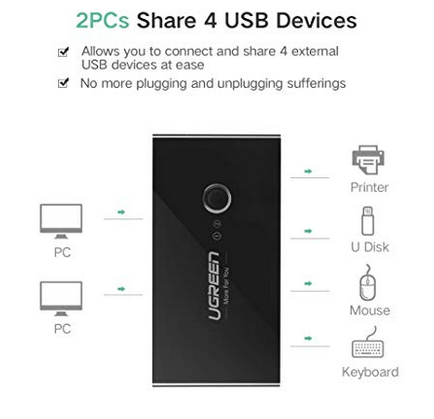 2PCs Share 4 USB Devices
Allows you to connect and share 4 external
USB devices at ease
No more plugging and unplugging sufferings
Printer
U Disk
PC
Mouse
PC
Keyboard
UGREEN
More For You